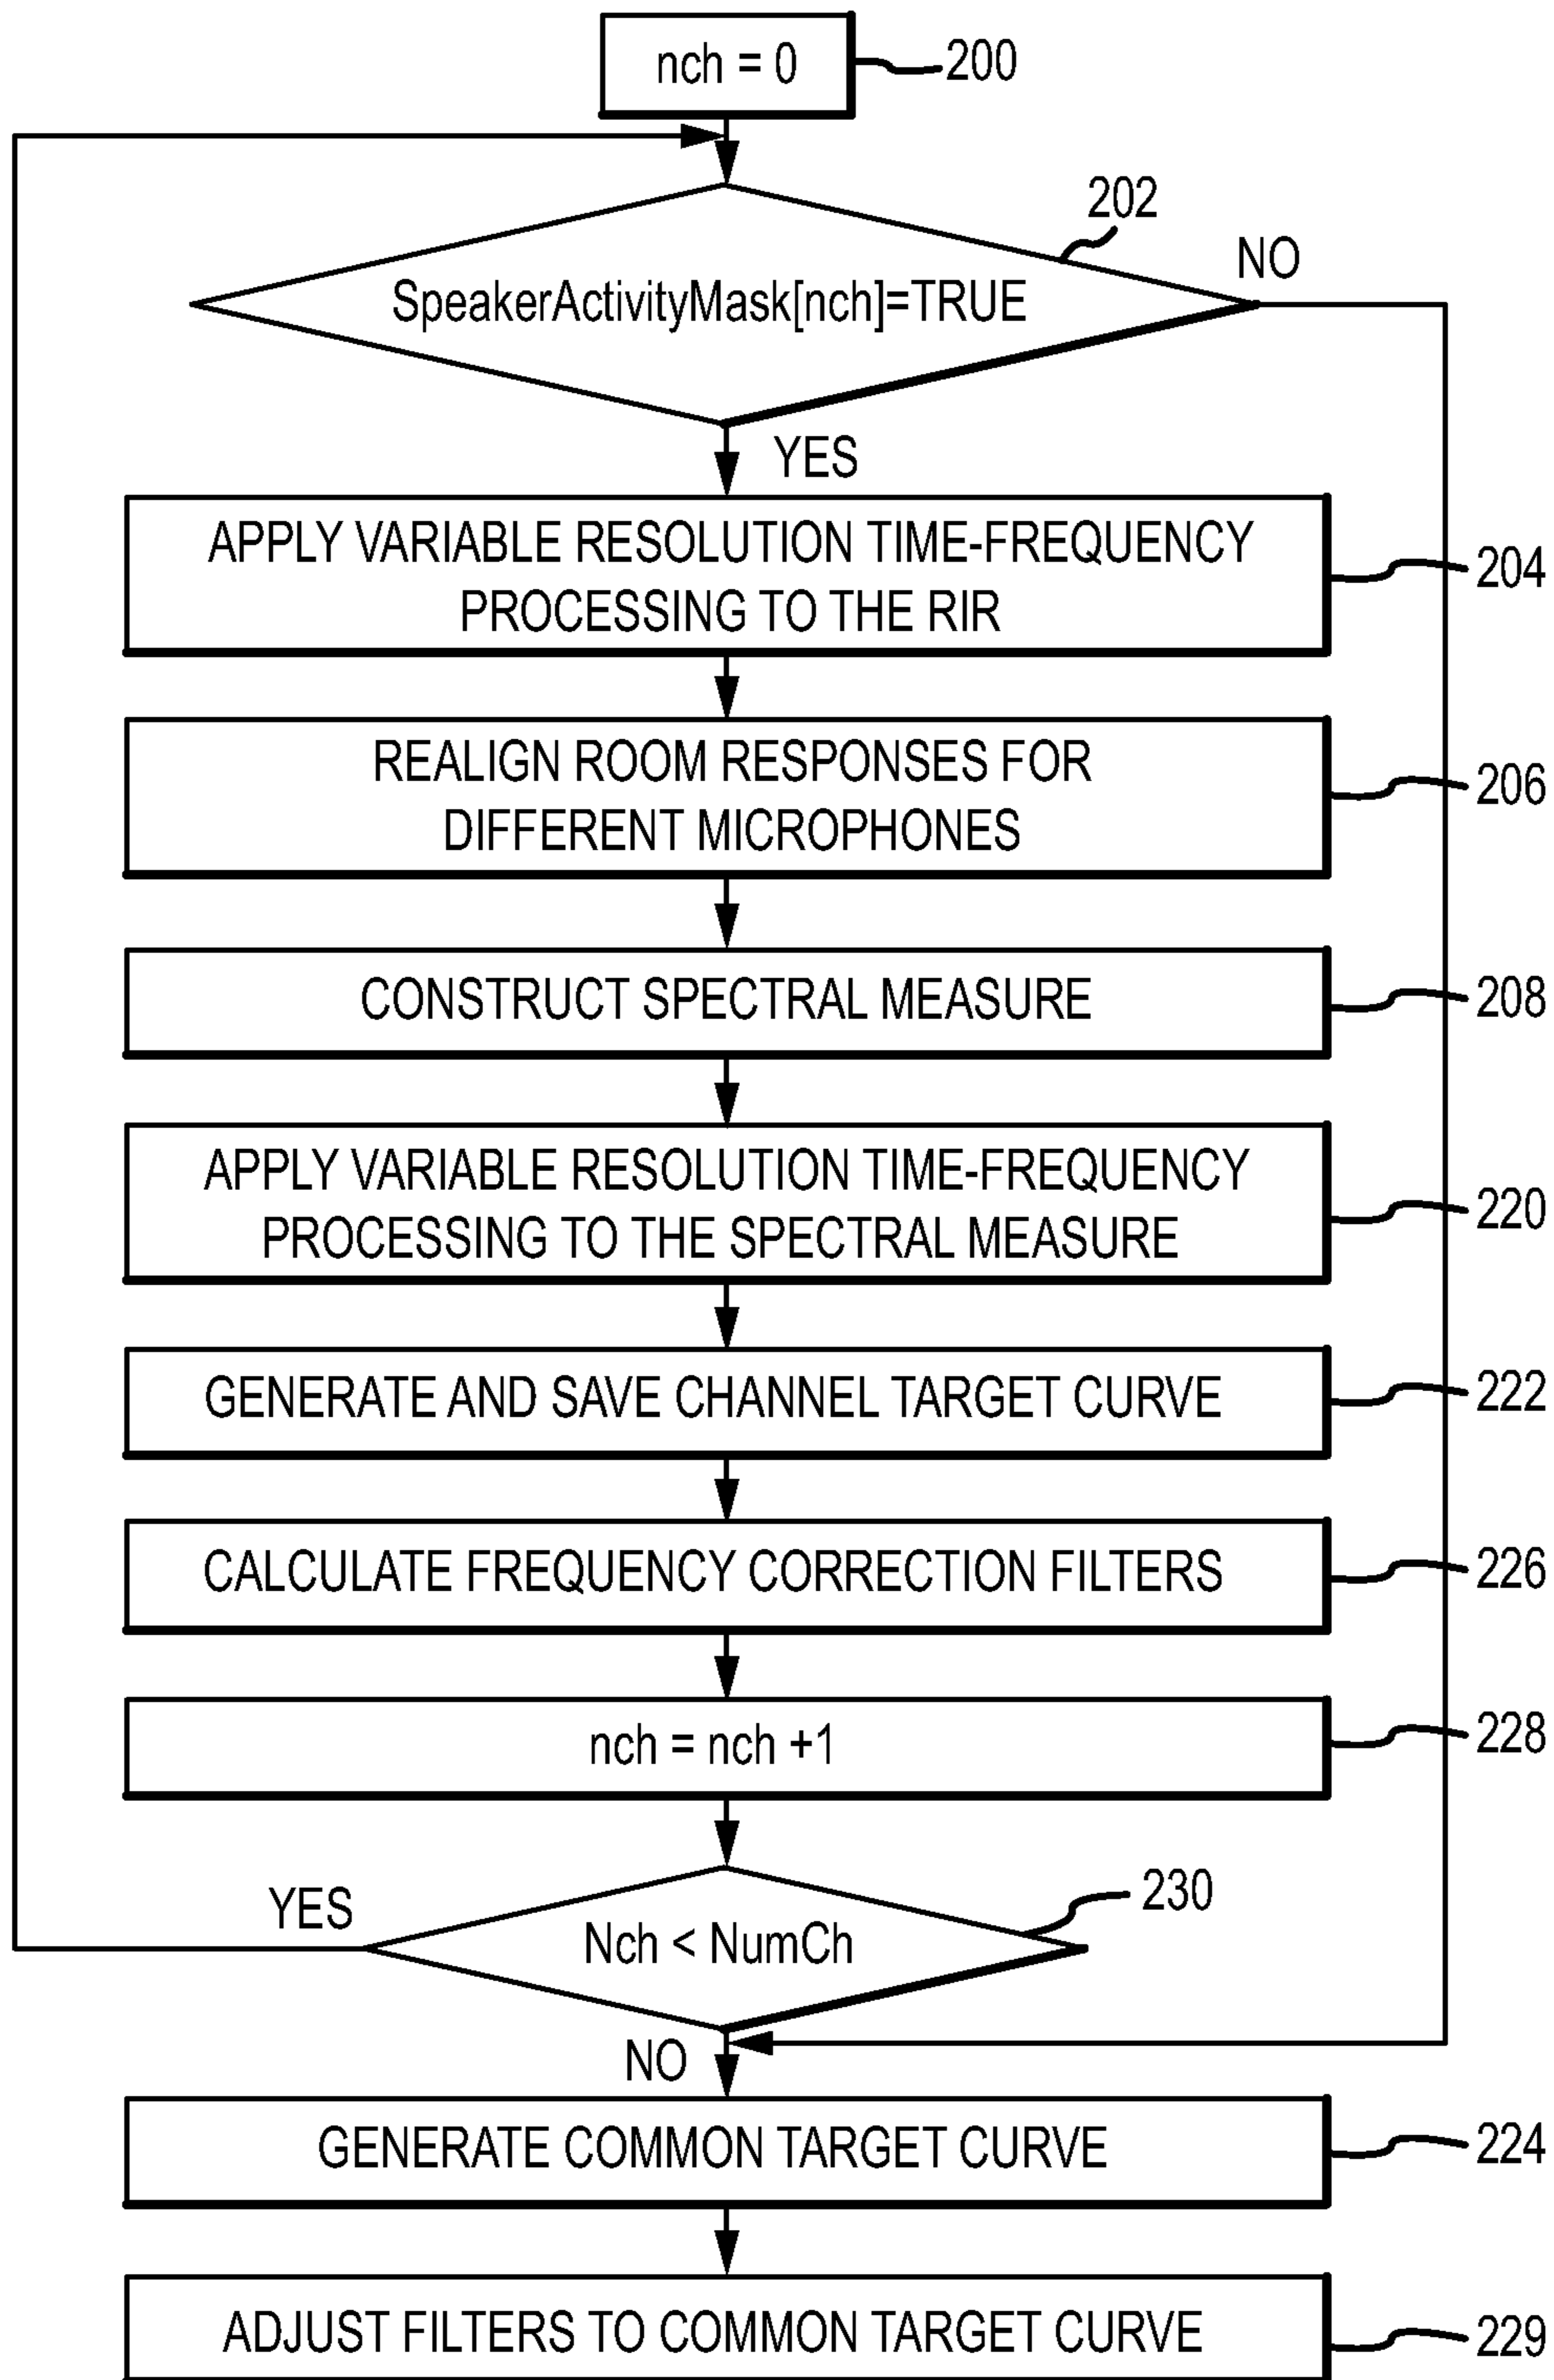 nch = 0
200
202
NO
SpeakerActivityMask[nch]=TRUE
YES
APPLY VARIABLE RESOLUTION TIME-FREQUENCY
PROCESSING TO THE RIR
204
REALIGN ROOM RESPONSES FOR
DIFFERENT MICROPHONES
206
CONSTRUCT SPECTRAL MEASURE
208
APPLY VARIABLE RESOLUTION TIME-FREQUENCY
PROCESSING TO THE SPECTRAL MEASURE
220
GENERATE AND SAVE CHANNEL TARGET CURVE
222
CALCULATE FREQUENCY CORRECTION FILTERS
226
nch = nch +1
228
230
YES
Nch < NumCh
NO
GENERATE COMMON TARGET CURVE
224
ADJUST FILTERS TO COMMON TARGET CURVE
229